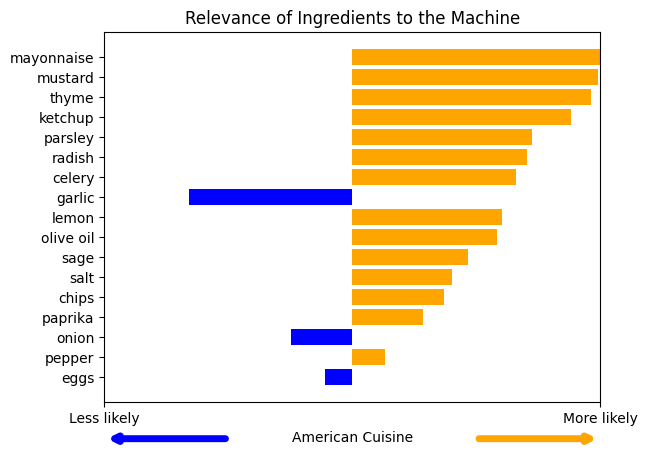 Relevance of Ingredients to the Machine
mayonnaise
mustard
thyme
ketchup
parsley
radish
celery
garlic
lemon
olive oil
sage
salt
chips
paprika
onion
pepper
eggs
Less likely More likely
American Cuisine